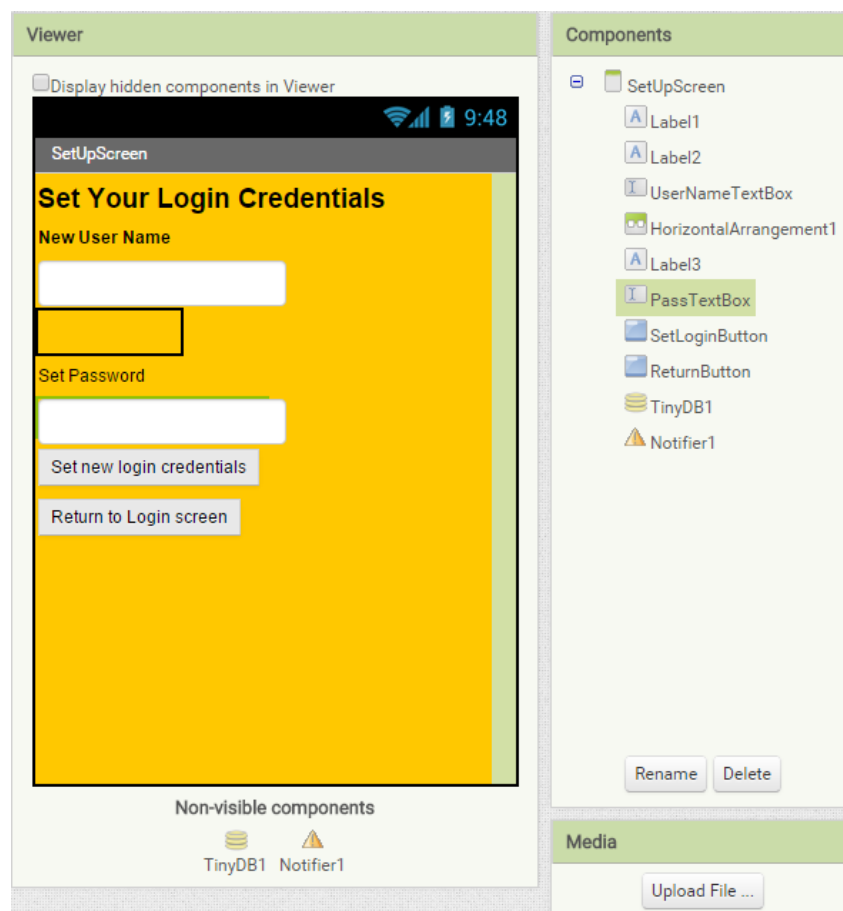 Viewer
Display hidden components in Viewer
9:48
SetUpScreen
Set Your Login Credentials
New User Name
Set Password
Set new login credentials
Return to Login screen
Non-visible components
TinyDB1 Notifier1
Components
SetUpScreen
A Label1
A Label2
UserNameTextBox
HorizontalArrangement1
A Label3
PassTextBox
SetLoginButton
ReturnButton
TinyDB1
Notifier1
Rename Delete
Media
Upload File ...